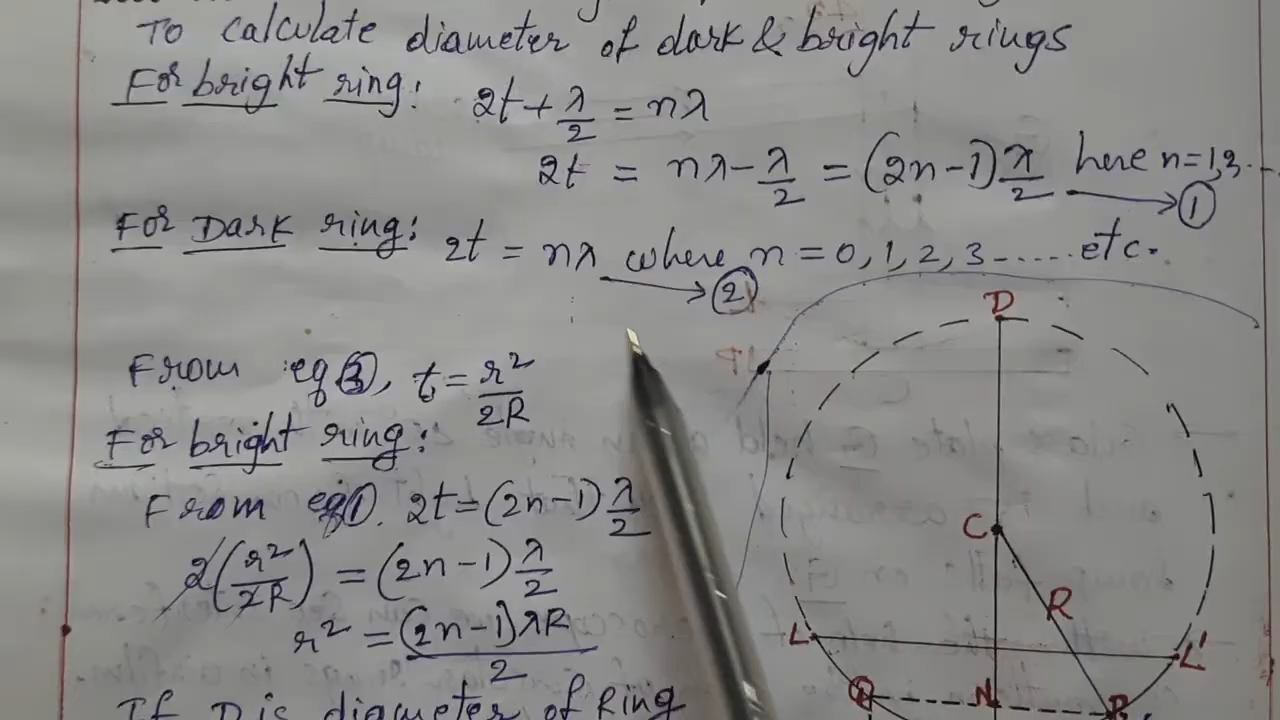 To calculate diameter of dark & bright rings
For bright ring: 2t + λ/2 = nλ
2t = nλ - λ/2 = (2n-1) λ/2 here n=1,2... → ①
For Dark ring: 2t = nλ where n = 0, 1, 2, 3 ...... etc. → ②
From eq ③, t = r²/2R
For bright ring:
From eq ①. 2t = (2n-1) λ/2
2(r²/2R) = (2n-1) λ/2
r² = (2n-1)λR/2
If D is diameter of Ring
D
C
R
L
L'
N